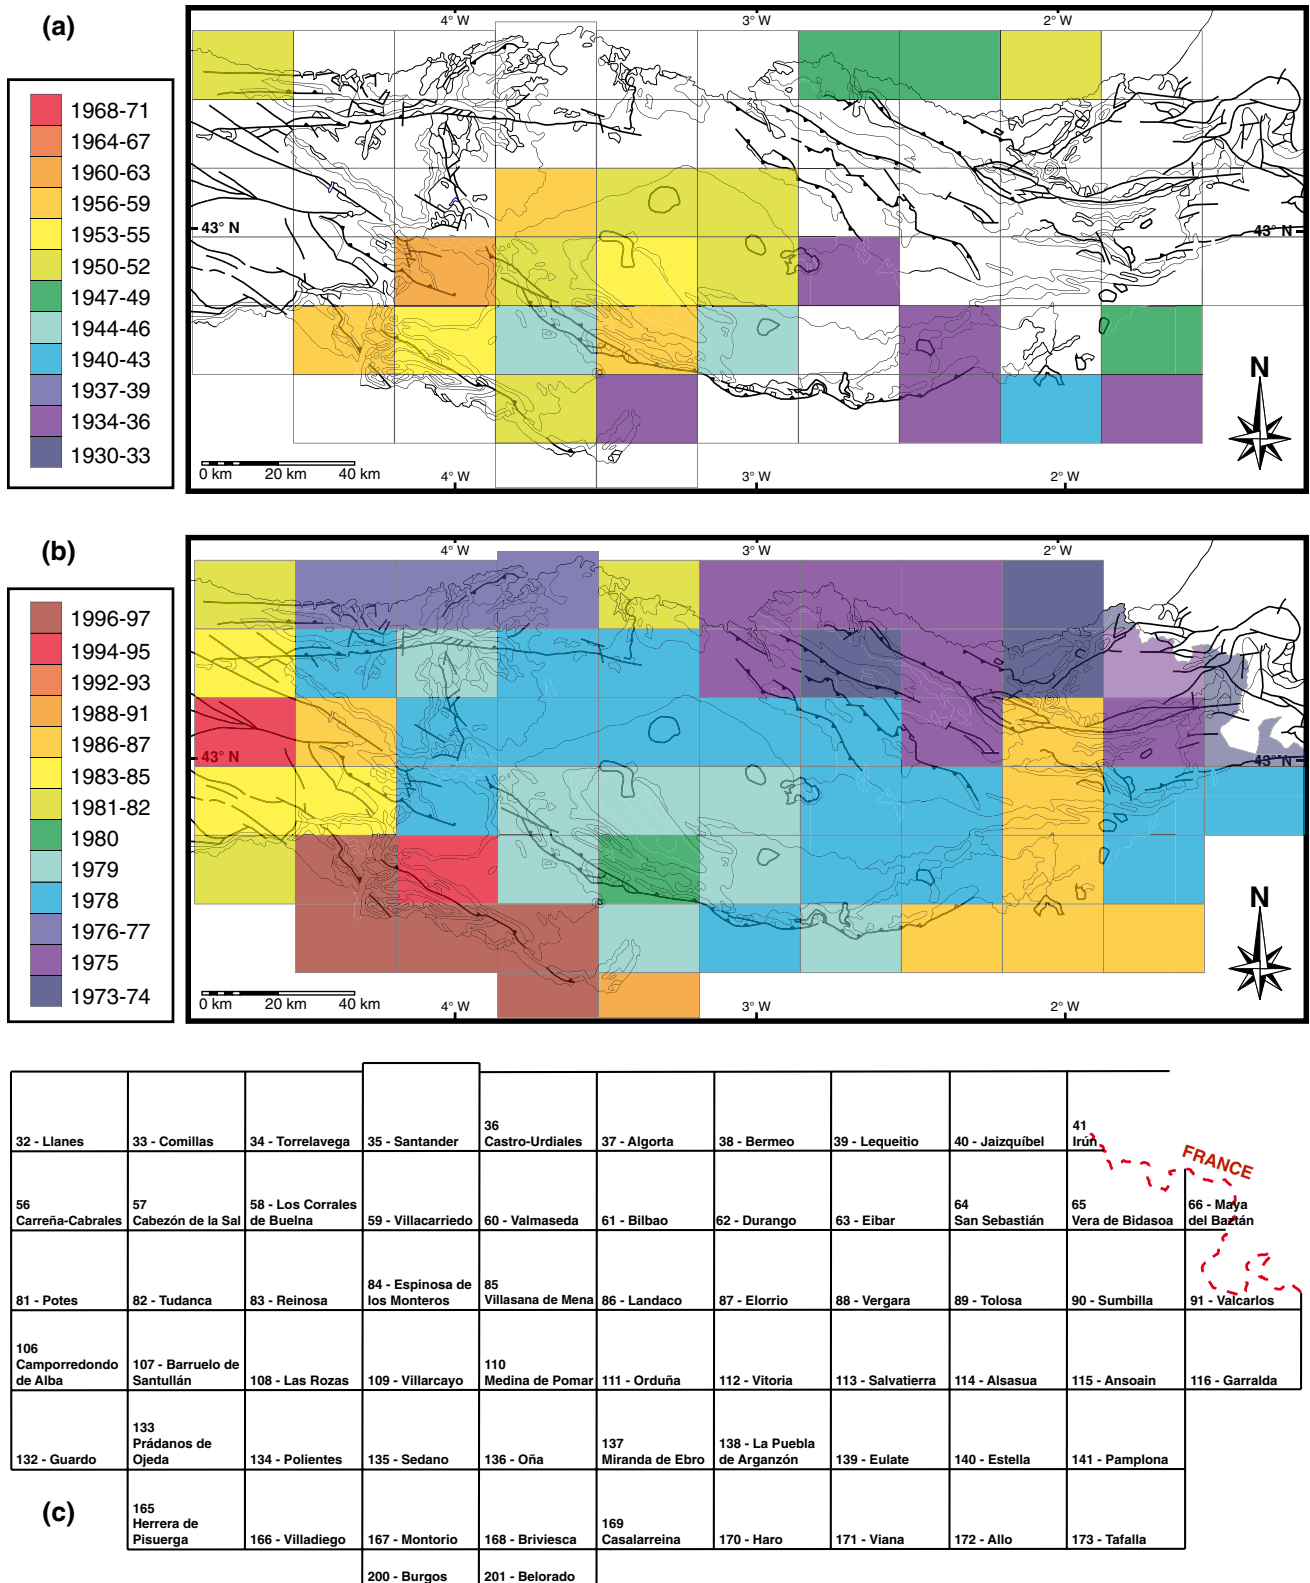 (a)
4° W
3° W
2° W
1968-71
1964-67
1960-63
1956-59
1953-55
1950-52
1947-49
1944-46
1940-43
1937-39
1934-36
1930-33
43° N
43° N
N
0 km
20 km
40 km
4° W
3° W
2° W
(b)
4° W
3° W
2° W
1996-97
1994-95
1992-93
1988-91
1986-87
1983-85
1981-82
1980
1979
1978
1976-77
1975
1973-74
43° N
43° N
N
0 km
20 km
40 km
4° W
3° W
2° W
32 - Llanes
33 - Comillas
34 - Torrelavega
35 - Santander
36
Castro-Urdiales
37 - Algorta
38 - Bermeo
39 - Lequeitio
40 - Jaizquíbel
41
Irún
FRANCE
56
Carreña-Cabrales
57
Cabezón de la Sal
58 - Los Corrales
de Buelna
59 - Villacarriedo
60 - Valmaseda
61 - Bilbao
62 - Durango
63 - Eibar
64
San Sebastián
65
Vera de Bidasoa
66 - Maya
del Baztán
81 - Potes
82 - Tudanca
83 - Reinosa
84 - Espinosa de
los Monteros
85
Villasana de Mena
86 - Landaco
87 - Elorrio
88 - Vergara
89 - Tolosa
90 - Sumbilla
91 - Valcarlos
106
Camporredondo
de Alba
107 - Barruelo de
Santullán
108 - Las Rozas
109 - Villarcayo
110
Medina de Pomar
111 - Orduña
112 - Vitoria
113 - Salvatierra
114 - Alsasua
115 - Ansoain
116 - Garralda
132 - Guardo
133
Prádanos de
Ojeda
134 - Polientes
135 - Sedano
136 - Oña
137
Miranda de Ebro
138 - La Puebla
de Arganzón
139 - Eulate
140 - Estella
141 - Pamplona
(c)
165
Herrera de
Pisuerga
166 - Villadiego
167 - Montorio
168 - Briviesca
169
Casalarreina
170 - Haro
171 - Viana
172 - Allo
173 - Tafalla
200 - Burgos
201 - Belorado